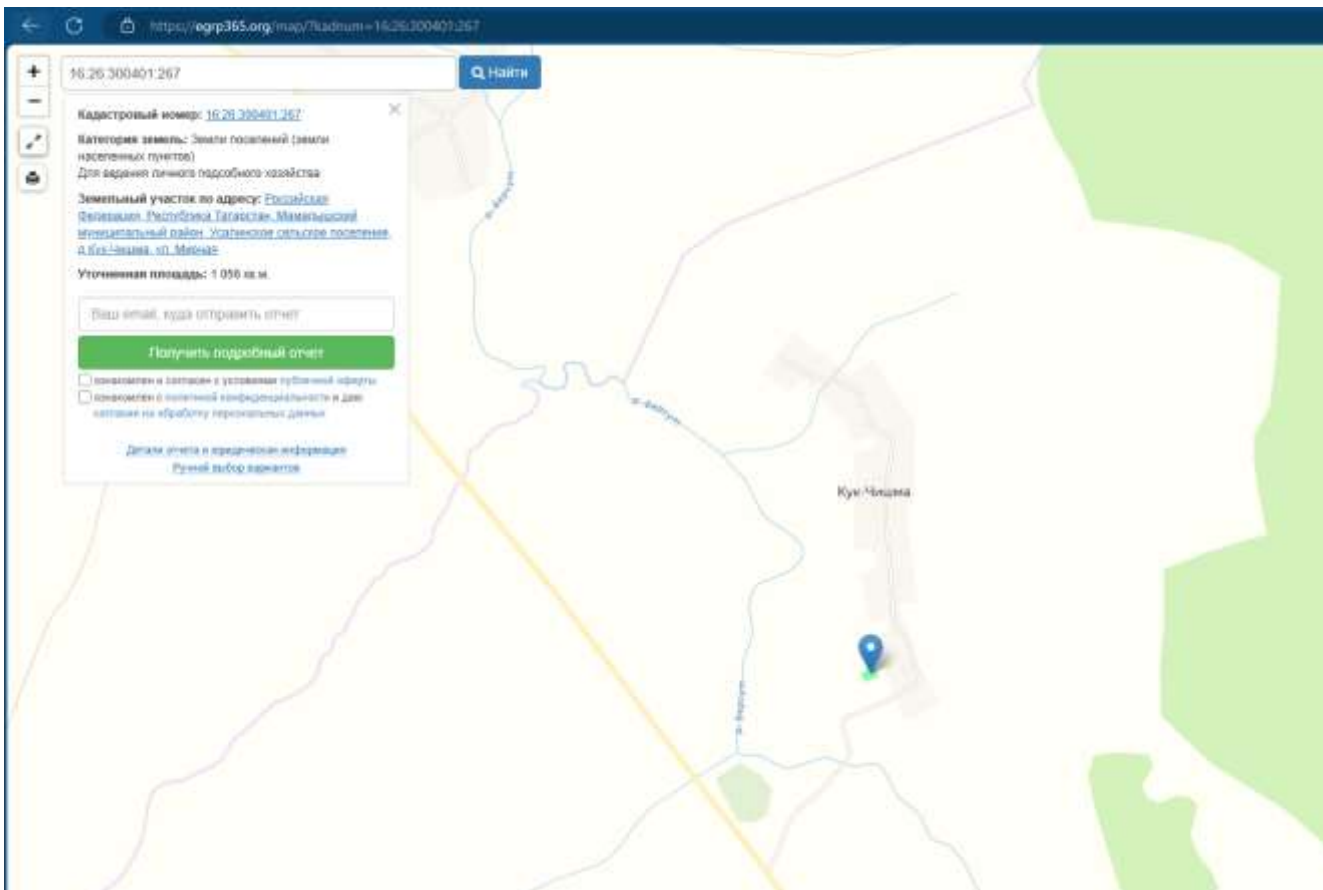 https://egrp365.org/map/?kadnum=16:26:300401:267
+
16:26:300401:267
Найти
−
×
Кадастровый номер: 16:26:300401:267
Категория земель: Земли поселений (земли
населенных пунктов)
Для ведения личного подсобного хозяйства
Земельный участок по адресу: Российская
Федерация, Республика Татарстан, Мамадышский
муниципальный район, Усалинское сельское поселение,
д Кук-Чишма, ул. Мирная
Уточненная площадь: 1 056 кв.м.
Ваш email, куда отправить отчет
Получить подробный отчет
ознакомлен и согласен с условиями публичной оферты
ознакомлен с политикой конфиденциальности и даю
согласие на обработку персональных данных
Детали отчета и юридическая информация
Ручной выбор вариантов
р. Берсут
р. Берсут
Кук-Чишма
р. Берсут